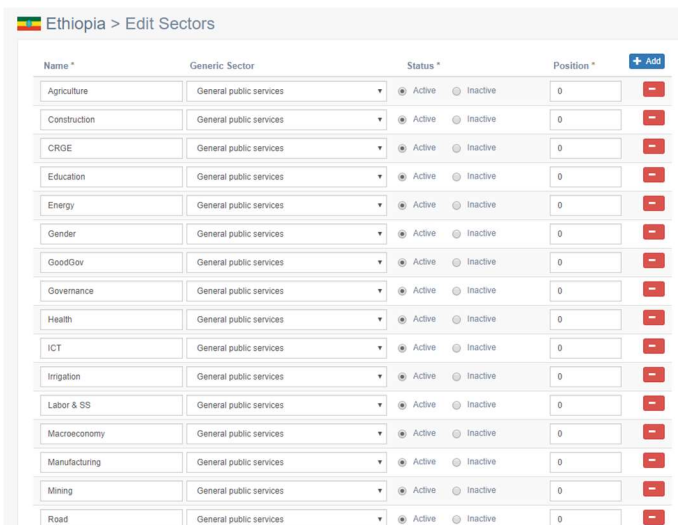 Ethiopia > Edit Sectors
Name * Generic Sector Status * Position * + Add
Agriculture General public services Active Inactive 0
Construction General public services Active Inactive 0
CRGE General public services Active Inactive 0
Education General public services Active Inactive 0
Energy General public services Active Inactive 0
Gender General public services Active Inactive 0
GoodGov General public services Active Inactive 0
Governance General public services Active Inactive 0
Health General public services Active Inactive 0
ICT General public services Active Inactive 0
Irrigation General public services Active Inactive 0
Labor & SS General public services Active Inactive 0
Macroeconomy General public services Active Inactive 0
Manufacturing General public services Active Inactive 0
Mining General public services Active Inactive 0
Road General public services Active Inactive 0